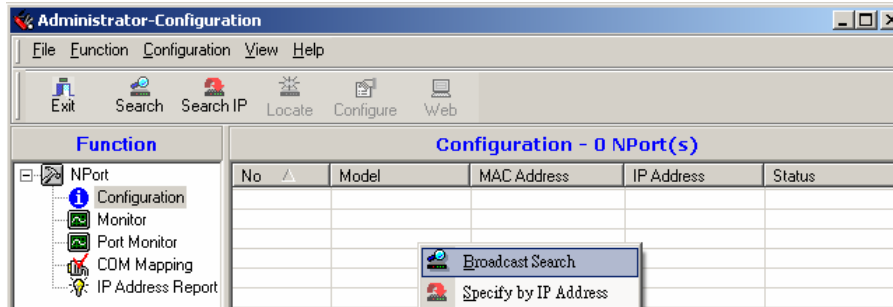 Administrator-Configuration
File Function Configuration View Help
Exit Search Search IP Locate Configure Web
Function
Configuration - 0 NPort(s)
NPort
Configuration
Monitor
Port Monitor
COM Mapping
IP Address Report
No Model MAC Address IP Address Status
Broadcast Search
Specify by IP Address